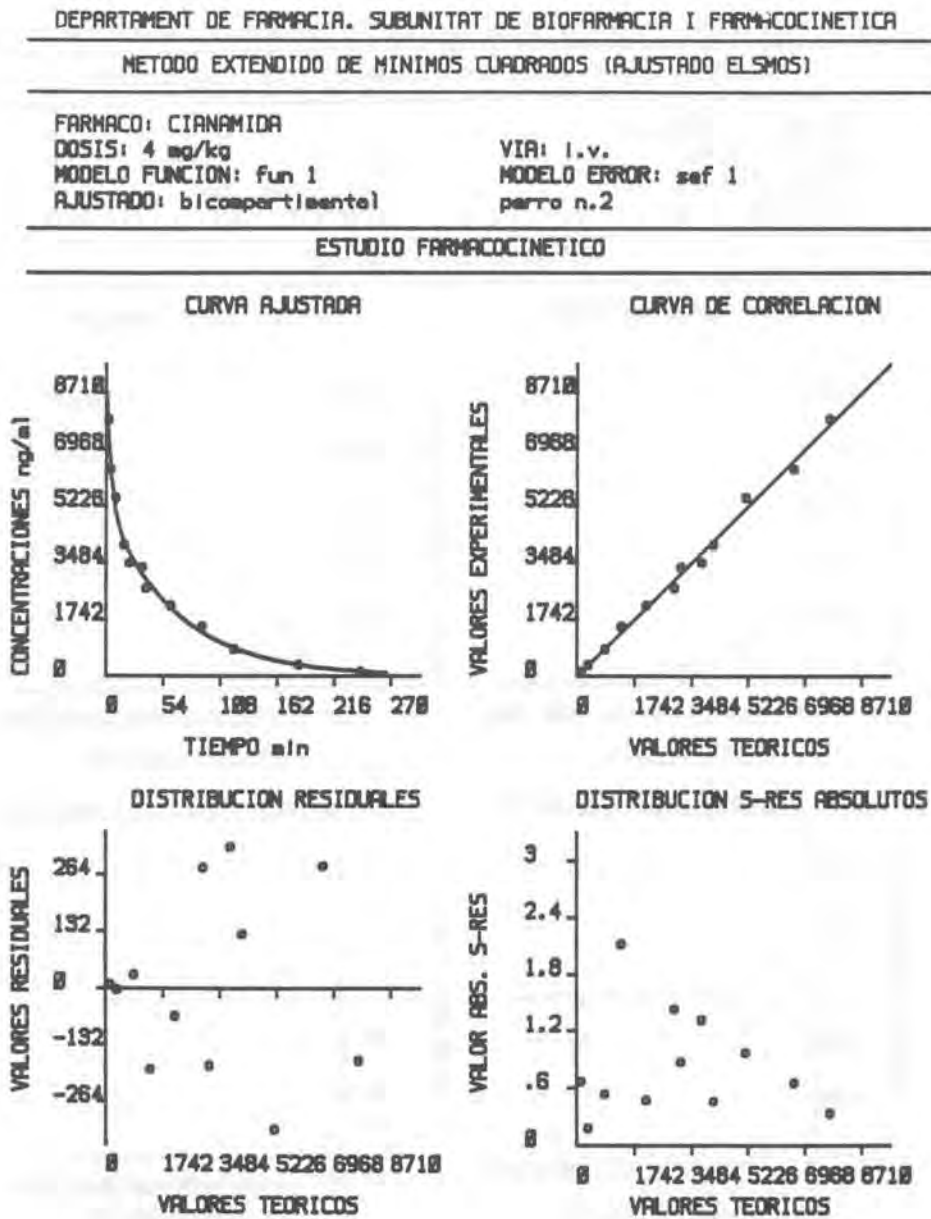 DEPARTAMENT DE FARMACIA. SUBUNITAT DE BIOFARMACIA I FARMACOCINETICA
METODO EXTENDIDO DE MINIMOS CUADRADOS (AJUSTADO ELSMOS)
FARMACO: CIANAMIDA
DOSIS: 4 mg/kg VIA: i.v.
MODELO FUNCION: fun 1 MODELO ERROR: sef 1
AJUSTADO: bicompartimental perro n.2
ESTUDIO FARMACOCINETICO
CURVA AJUSTADA
CONCENTRACIONES ng/ml
8710
6968
5226
3484
1742
0
0 54 108 162 216 270
TIEMPO min
CURVA DE CORRELACION
VALORES EXPERIMENTALES
8710
6968
5226
3484
1742
0
0 1742 3484 5226 6968 8710
VALORES TEORICOS
DISTRIBUCION RESIDUALES
VALORES RESIDUALES
264
132
0
-132
-264
0 1742 3484 5226 6968 8710
VALORES TEORICOS
DISTRIBUCION S-RES ABSOLUTOS
VALOR ABS. S-RES
3
2.4
1.8
1.2
.6
0
0 1742 3484 5226 6968 8710
VALORES TEORICOS